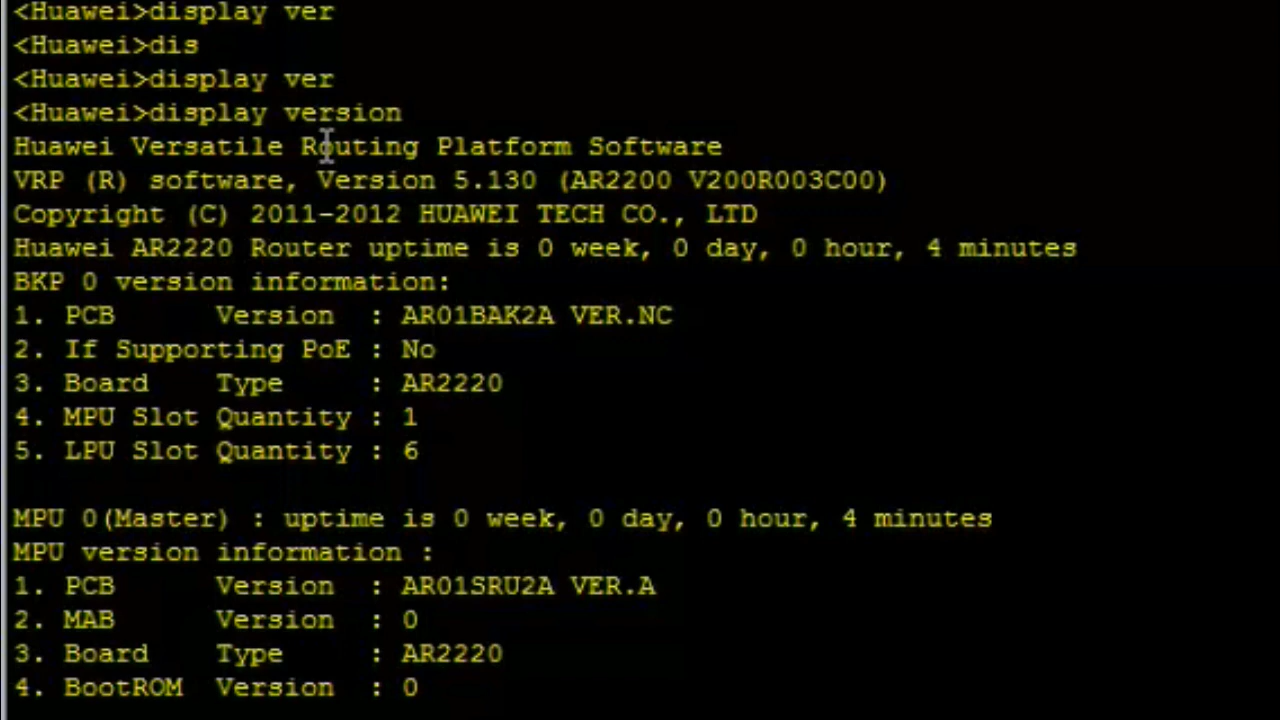 <Huawei>display ver
<Huawei>dis
<Huawei>display ver
<Huawei>display version
Huawei Versatile Routing Platform Software
VRP (R) software, Version 5.130 (AR2200 V200R003C00)
Copyright (C) 2011-2012 HUAWEI TECH CO., LTD
Huawei AR2220 Router uptime is 0 week, 0 day, 0 hour, 4 minutes
BKP 0 version information:
1. PCB      Version  : AR01BAK2A VER.NC
2. If Supporting PoE : No
3. Board    Type     : AR2220
4. MPU Slot Quantity : 1
5. LPU Slot Quantity : 6
MPU 0(Master) : uptime is 0 week, 0 day, 0 hour, 4 minutes
MPU version information :
1. PCB      Version  : AR01SRU2A VER.A
2. MAB      Version  : 0
3. Board    Type     : AR2220
4. BootROM  Version  : 0